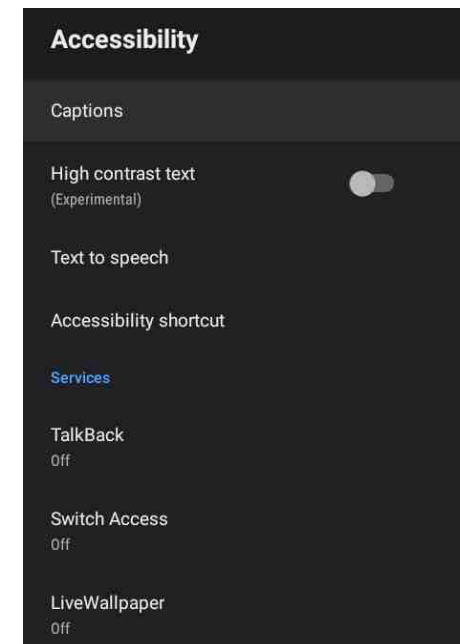 Accessibility
Captions
High contrast text
(Experimental)
Text to speech
Accessibility shortcut
Services
TalkBack
Off
Switch Access
Off
LiveWallpaper
Off